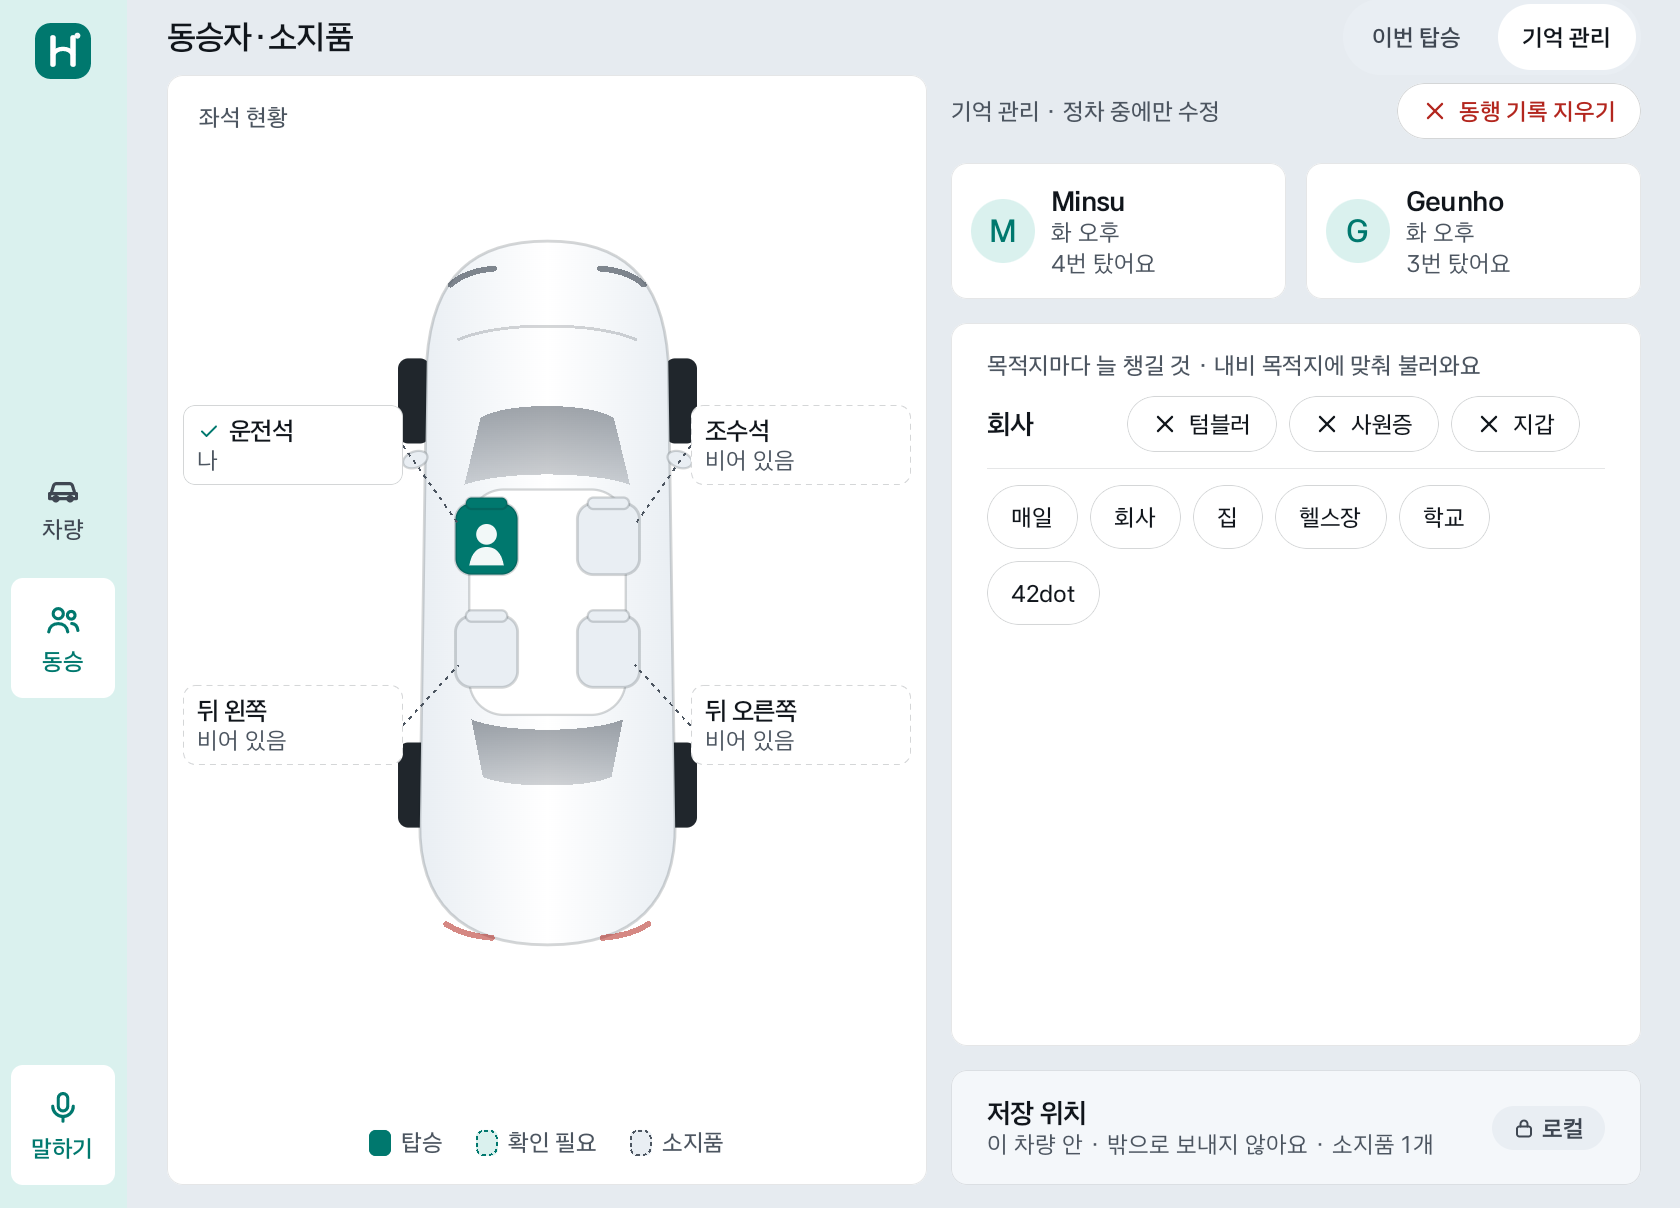 동승자 · 소지품
이번 탑승
기억 관리
차량
동승
말하기
좌석 현황
운전석
나
조수석
비어 있음
뒤 왼쪽
비어 있음
뒤 오른쪽
비어 있음
탑승
확인 필요
소지품
기억 관리 · 정차 중에만 수정
동행 기록 지우기
M
Minsu
화 오후
4번 탔어요
G
Geunho
화 오후
3번 탔어요
목적지마다 늘 챙길 것 · 내비 목적지에 맞춰 불러와요
회사
텀블러
사원증
지갑
매일
회사
집
헬스장
학교
42dot
저장 위치
이 차량 안 · 밖으로 보내지 않아요 · 소지품 1개
로컬